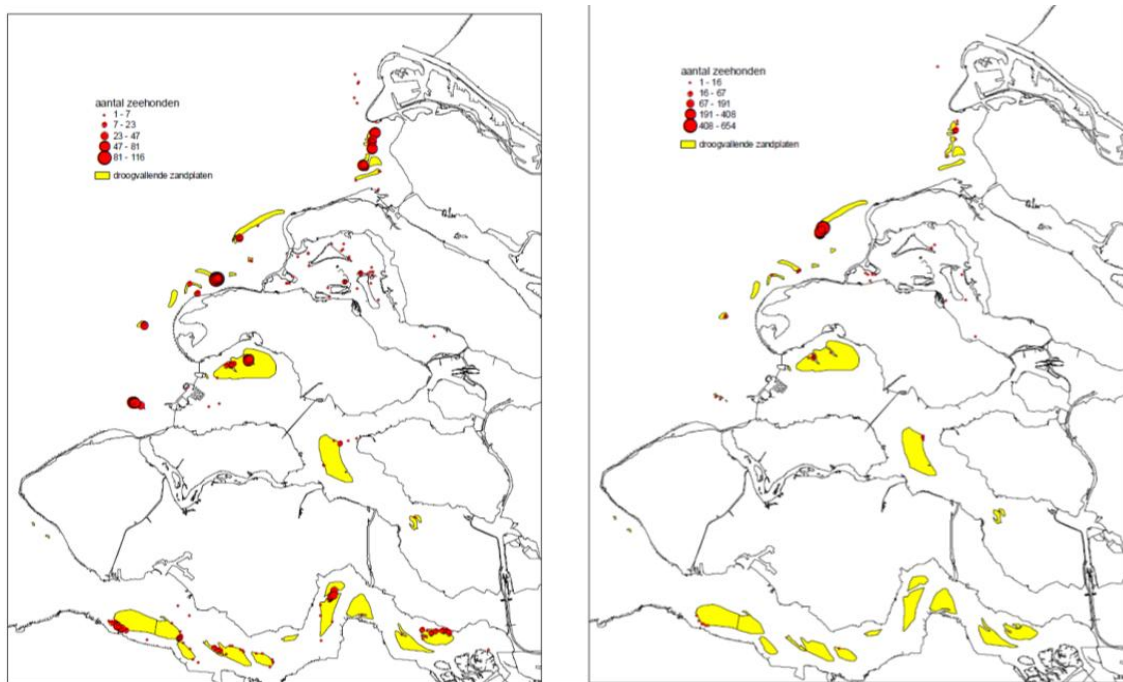 aantal zeehonden
1 - 7
7 - 23
23 - 47
47 - 81
81 - 116
droogvallende zandplaten
aantal zeehonden
1 - 16
16 - 67
67 - 191
191 - 408
408 - 654
droogvallende zandplaten